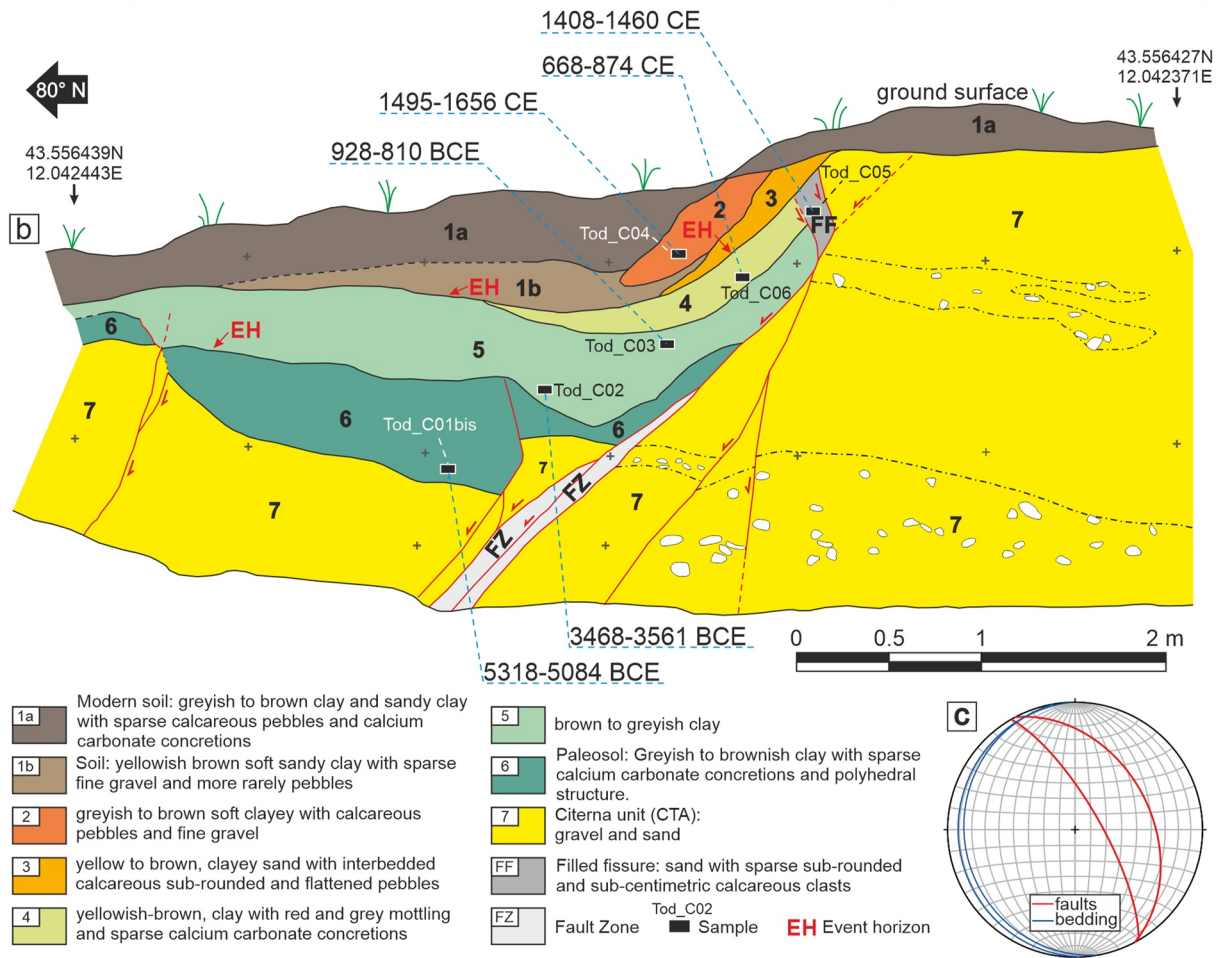 1408-1460 CE
668-874 CE
1495-1656 CE
928-810 BCE
43.556427N
12.042371E
80° N
ground surface
43.556439N
12.042443E
b
1a
1a
2
3
Tod_C05
FF
Tod_C04
EH
7
EH
1b
4
Tod_C06
6
EH
5
Tod_C03
Tod_C02
7
6
Tod_C01bis
6
7
FZ
7
7
FZ
7
3468-3561 BCE
5318-5084 BCE
0 0.5 1 2 m
1a Modern soil: greyish to brown clay and sandy clay
with sparse calcareous pebbles and calcium
carbonate concretions
1b Soil: yellowish brown soft sandy clay with sparse
fine gravel and more rarely pebbles
2 greyish to brown soft clayey with calcareous
pebbles and fine gravel
3 yellow to brown, clayey sand with interbedded
calcareous sub-rounded and flattened pebbles
4 yellowish-brown, clay with red and grey mottling
and sparse calcium carbonate concretions
5 brown to greyish clay
6 Paleosol: Greyish to brownish clay with sparse
calcium carbonate concretions and polyhedral
structure.
7 Citerna unit (CTA):
gravel and sand
FF Filled fissure: sand with sparse sub-rounded
and sub-centimetric calcareous clasts
FZ Fault Zone
Tod_C02
Sample
EH Event horizon
c
faults
bedding